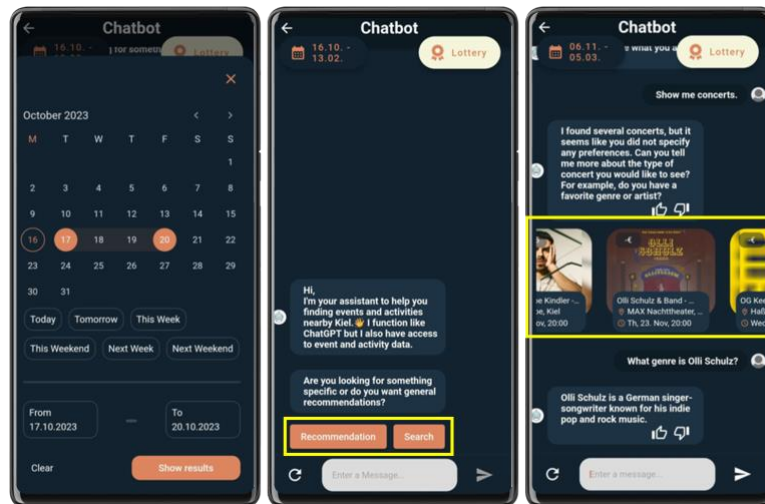 Chatbot
16.10. -
Lottery
October 2023
M T W T F S S
1
2 3 4 5 6 7 8
9 10 11 12 13 14 15
16 17 18 19 20 21 22
23 24 25 26 27 28 29
30 31
Today Tomorrow This Week
This Weekend Next Week Next Weekend
From
17.10.2023
To
20.10.2023
Clear
Show results
Chatbot
16.10. -
13.02.
Lottery
Hi,
I'm your assistant to help you
finding events and activities
nearby Kiel.👋 I function like
ChatGPT but I also have access
to event and activity data.
Are you looking for something
specific or do you want general
recommendations?
Recommendation Search
Enter a Message...
Chatbot
06.11. -
05.03.
e what you a
Lottery
Show me concerts.
I found several concerts, but it
seems like you did not specify
any preferences. Can you tell
me more about the type of
concert you would like to see?
For example, do you have a
favorite genre or artist?
OLLI
SCHULZ
oe Kindler -...
pe, Kiel
ov, 20:00
Olli Schulz & Band - ...
MAX Nachttheater, ...
Th, 23. Nov, 20:00
OG Kee
Haß
Wed
What genre is Olli Schulz?
Olli Schulz is a German singer-
songwriter known for his indie
pop and rock music.
Enter a message...